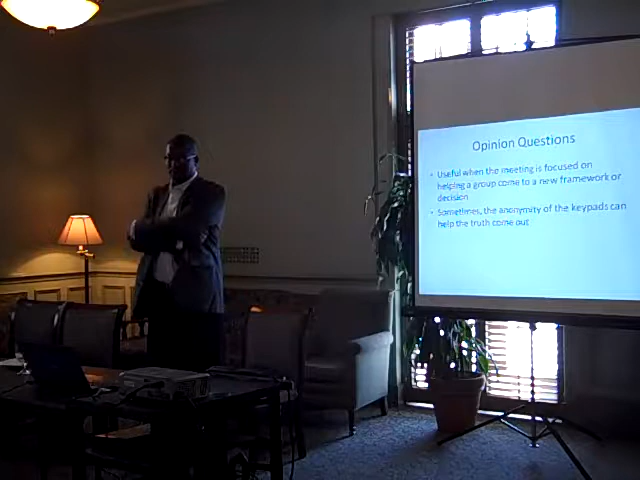 Opinion Questions
• Useful when the meeting is focused on
helping a group come to a new framework or
decision
• Sometimes, the anonymity of the keypads can
help the truth come out